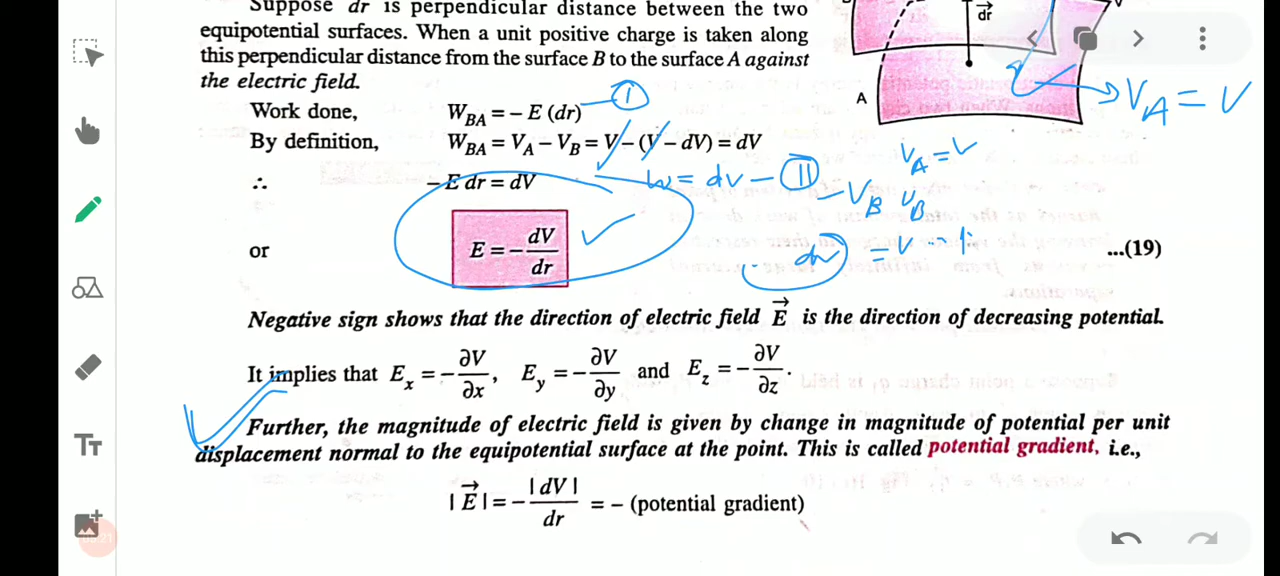 Suppose dr is perpendicular distance between the two
equipotential surfaces. When a unit positive charge is taken along
this perpendicular distance from the surface B to the surface A against
the electric field.
dr
A
V_A = V
Work done, W_BA = − E (dr) — I
By definition, W_BA = V_A − V_B = V − (V − dV) = dV
V_A = V
∴ − E dr = dV
W = dV — II
− V_B V_B
or E = − dV/dr ...(19)
dV = V
Negative sign shows that the direction of electric field E⃗ is the direction of decreasing potential.
It implies that E_x = −∂V/∂x, E_y = −∂V/∂y and E_z = −∂V/∂z.
Further, the magnitude of electric field is given by change in magnitude of potential per unit
displacement normal to the equipotential surface at the point. This is called potential gradient, i.e.,
|E⃗| = − |dV|/dr = − (potential gradient)
TT